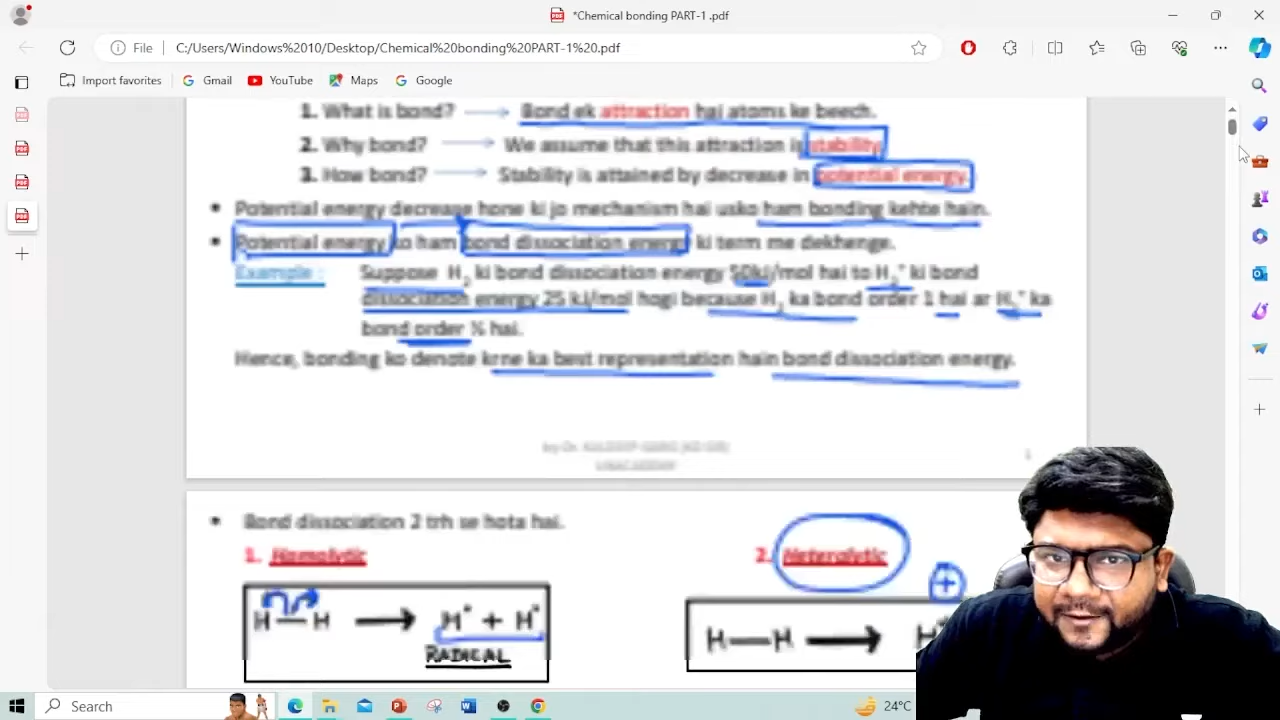 *Chemical bonding PART-1 .pdf
File C:/Users/Windows%2010/Desktop/Chemical%20bonding%20PART-1%20.pdf
Import favorites Gmail YouTube Maps Google
1. What is bond? → Bond ek attraction hai atoms ke beech.
2. Why bond? → We assume that this attraction is stability
3. How bond? → Stability is attained by decrease in potential energy.
• Potential energy decrease hone ki jo mechanism hai usko ham bonding kehte hain.
• Potential energy ko ham bond dissociation energy ki term me dekhenge.
Example : Suppose H₂ ki bond dissociation energy 50kj/mol hai to H₂⁺ ki bond
dissociation energy 25 kJ/mol hogi because H₂ ka bond order 1 hai ar H₂⁺ ka
bond order ½ hai.
Hence, bonding ko denote krne ka best representation hain bond dissociation energy.
1
• Bond dissociation 2 trh se hota hai.
1. Homolytic 2. Heterolytic
+
H—H → H• + H• H—H → H
RADICAL
Search 24°C